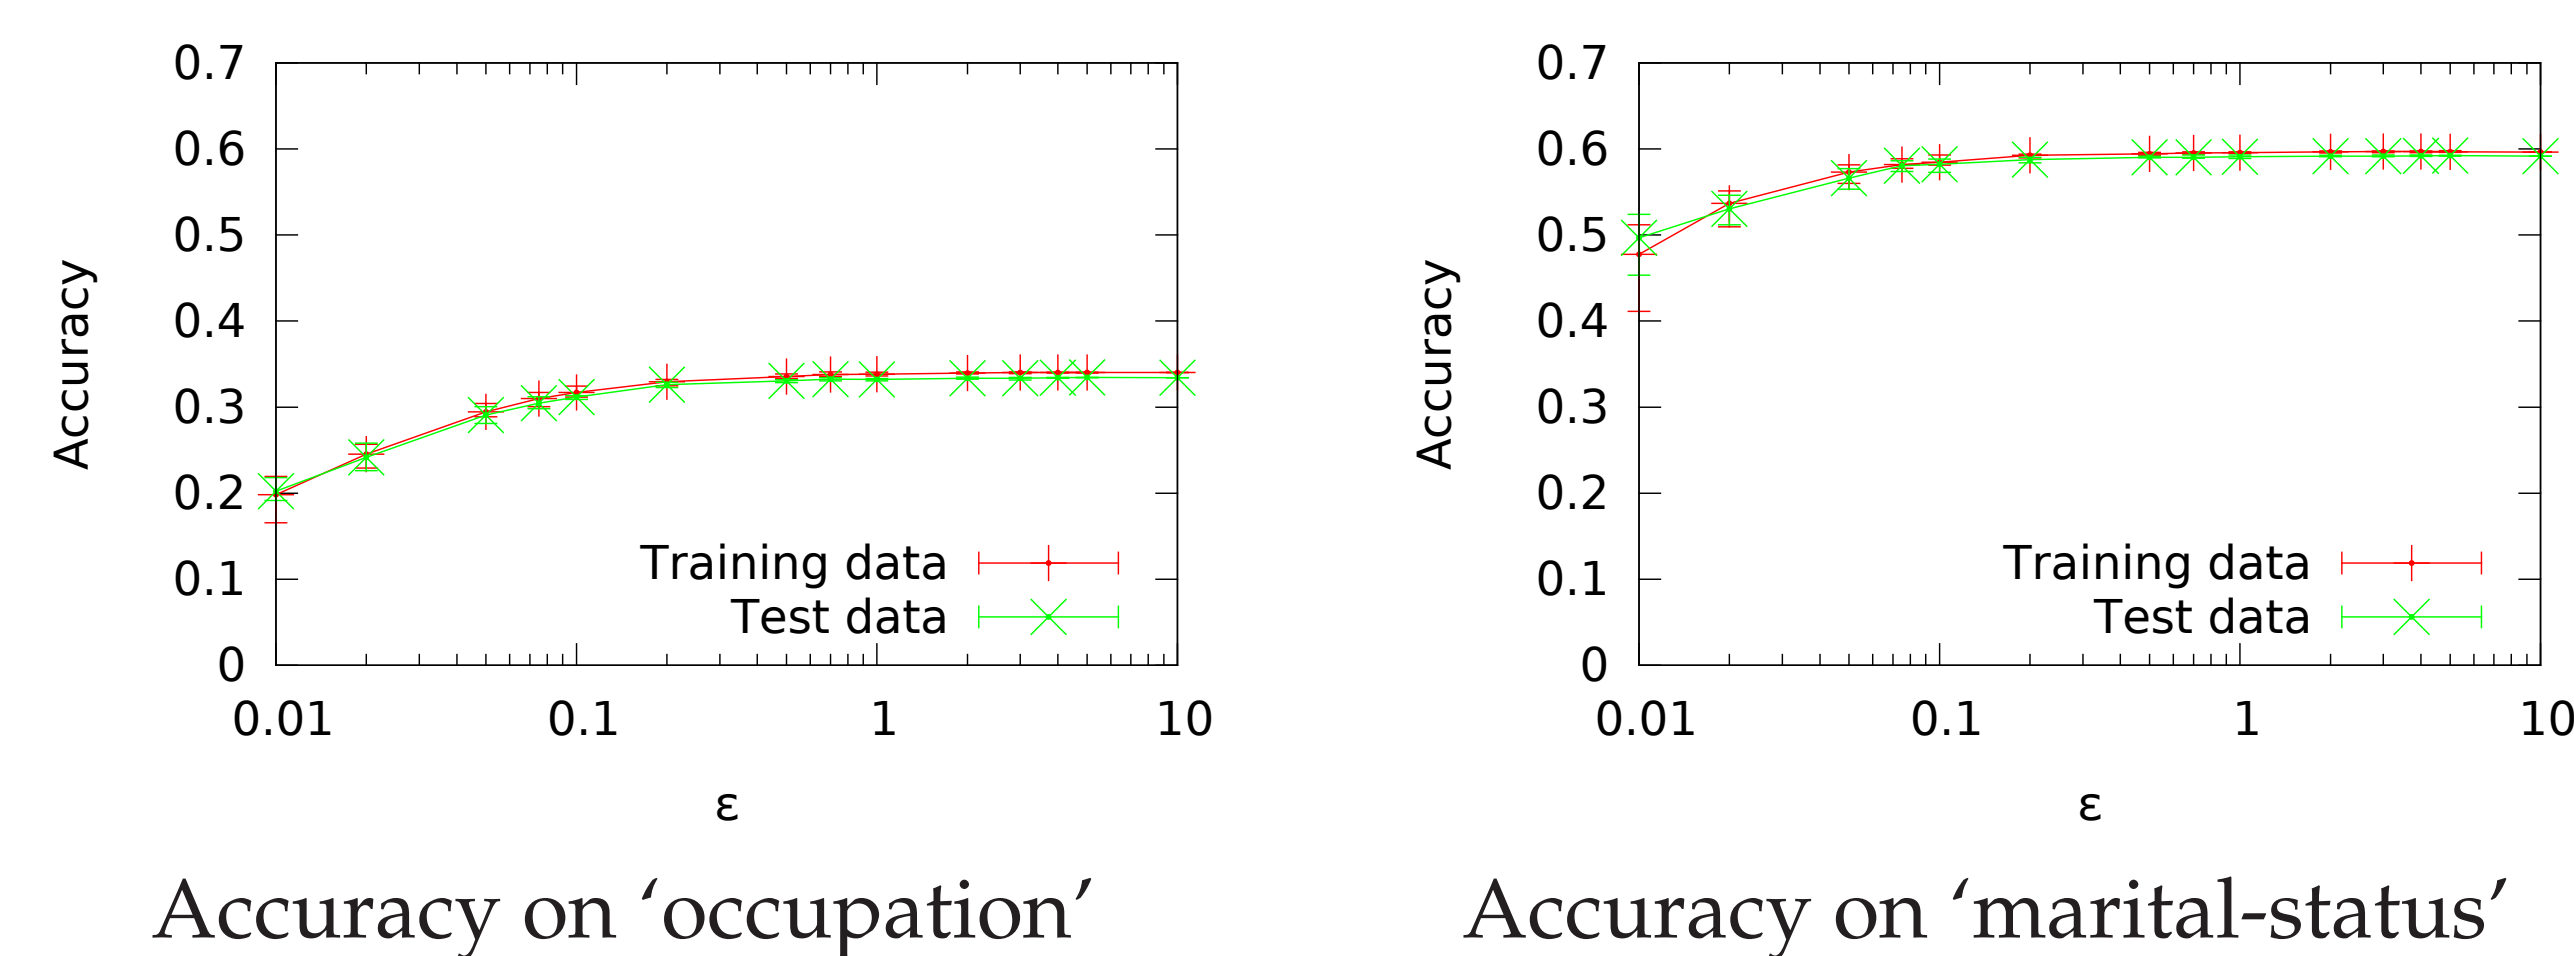 0.7
0.6
0.5
0.4
0.3
0.2
0.1
0
Accuracy
Training data
Test data
0.01 0.1 1 10
ε
Accuracy on ‘occupation’
0.7
0.6
0.5
0.4
0.3
0.2
0.1
0
Accuracy
Training data
Test data
0.01 0.1 1 10
ε
Accuracy on ‘marital-status’